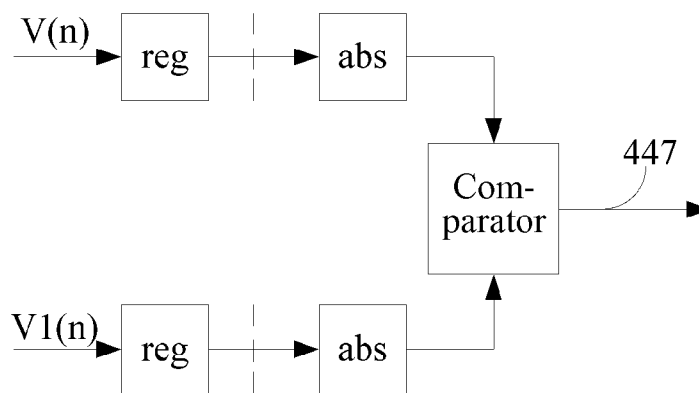 V(n)
reg
abs
447
Com-
parator
V1(n)
reg
abs